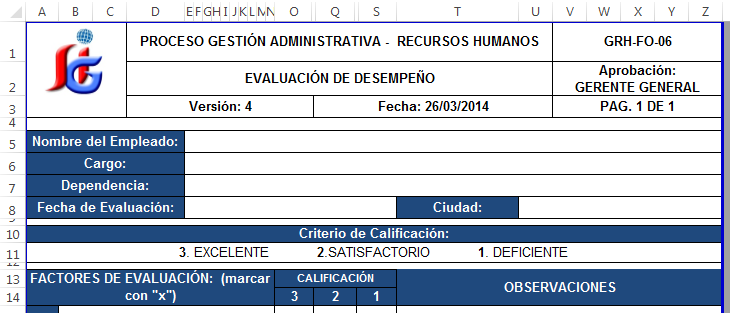 A B C D E F G H I J K L M N O Q S T U V W X Y Z
1 PROCESO GESTIÓN ADMINISTRATIVA - RECURSOS HUMANOS GRH-FO-06
2 EVALUACIÓN DE DESEMPEÑO Aprobación:
GERENTE GENERAL
3 Versión: 4 Fecha: 26/03/2014 PAG. 1 DE 1
4
5 Nombre del Empleado:
6 Cargo:
7 Dependencia:
8 Fecha de Evaluación: Ciudad:
9
10 Criterio de Calificación:
11 3. EXCELENTE 2.SATISFACTORIO 1. DEFICIENTE
12
13 FACTORES DE EVALUACIÓN: (marcar CALIFICACIÓN OBSERVACIONES
14 con "x") 3 2 1